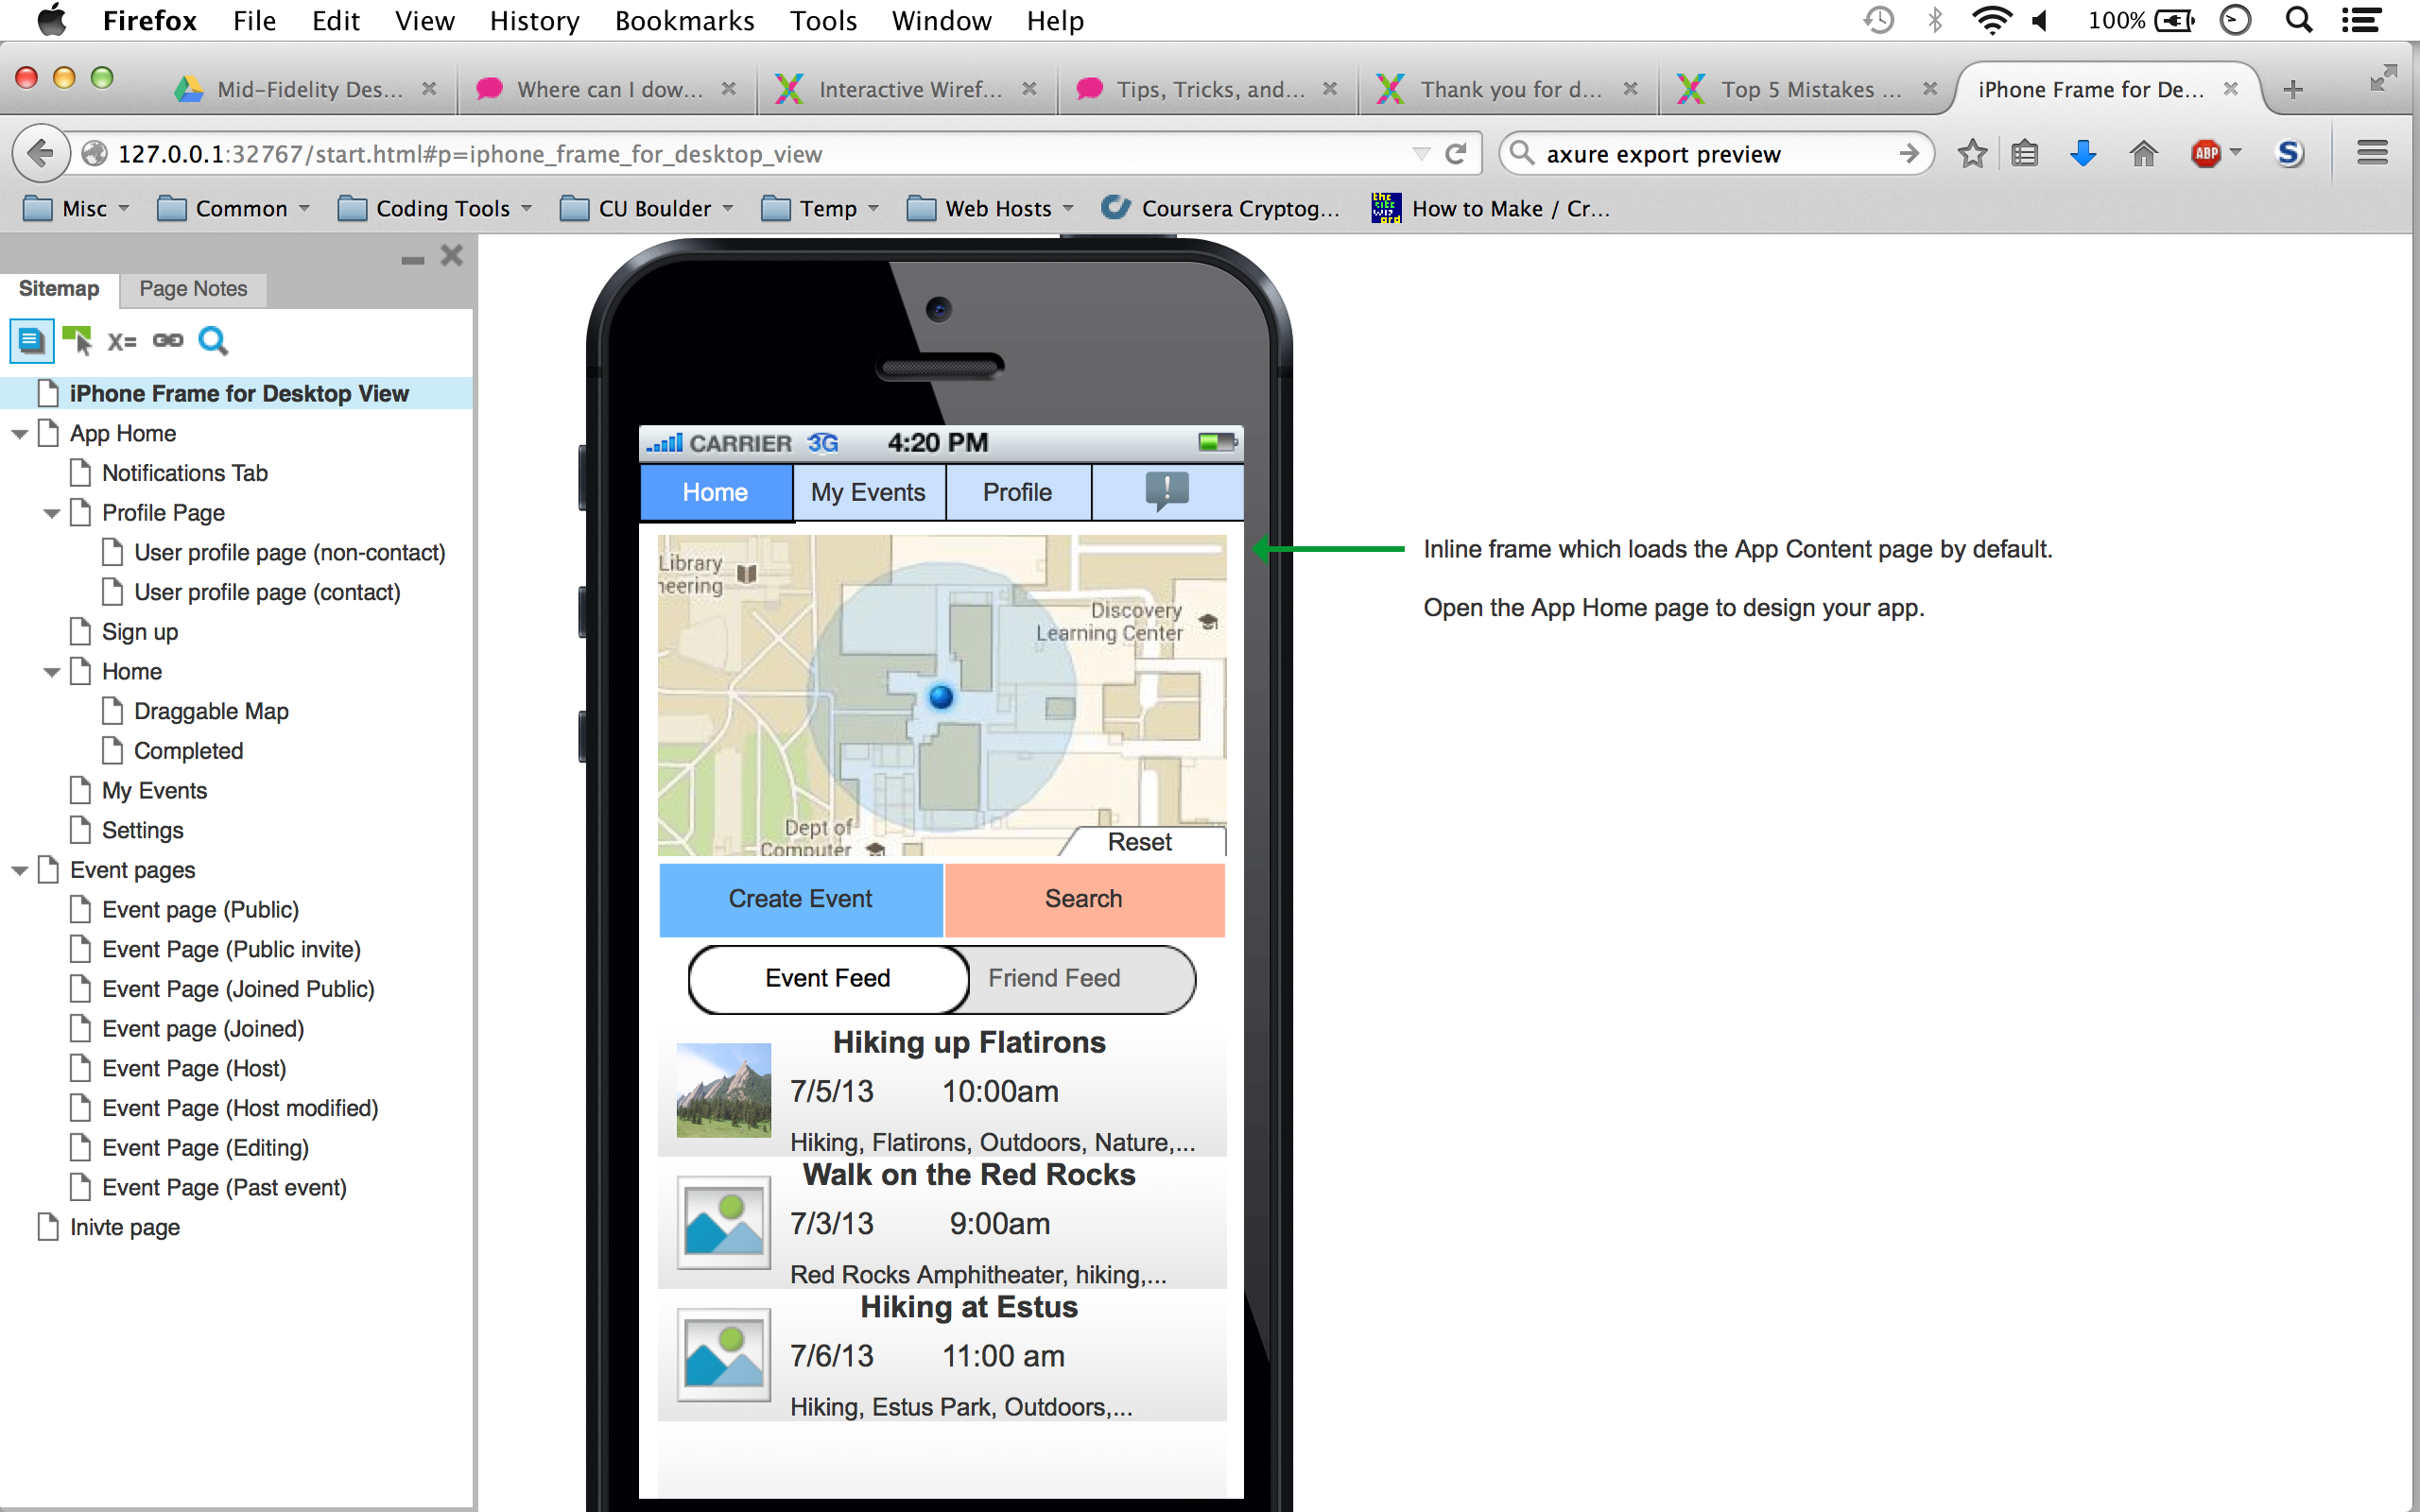 Firefox File Edit View History Bookmarks Tools Window Help 100%
Mid-Fidelity Des... Where can I dow... Interactive Wiref... Tips, Tricks, and... Thank you for d... Top 5 Mistakes ... iPhone Frame for De...
127.0.0.1:32767/start.html#p=iphone_frame_for_desktop_view axure export preview ABP S
Misc Common Coding Tools CU Boulder Temp Web Hosts Coursera Cryptog... How to Make / Cr...
Sitemap Page Notes
X=
iPhone Frame for Desktop View
App Home
Notifications Tab
Profile Page
User profile page (non-contact)
User profile page (contact)
Sign up
Home
Draggable Map
Completed
My Events
Settings
Event pages
Event page (Public)
Event Page (Public invite)
Event Page (Joined Public)
Event page (Joined)
Event Page (Host)
Event Page (Host modified)
Event Page (Editing)
Event Page (Past event)
Inivte page
CARRIER 3G 4:20 PM
Home My Events Profile !
Library
neering
Discovery
Learning Center
Dept of
Computer
Reset
Create Event Search
Event Feed Friend Feed
Hiking up Flatirons
7/5/13 10:00am
Hiking, Flatirons, Outdoors, Nature,...
Walk on the Red Rocks
7/3/13 9:00am
Red Rocks Amphitheater, hiking,...
Hiking at Estus
7/6/13 11:00 am
Hiking, Estus Park, Outdoors,...
Inline frame which loads the App Content page by default.
Open the App Home page to design your app.